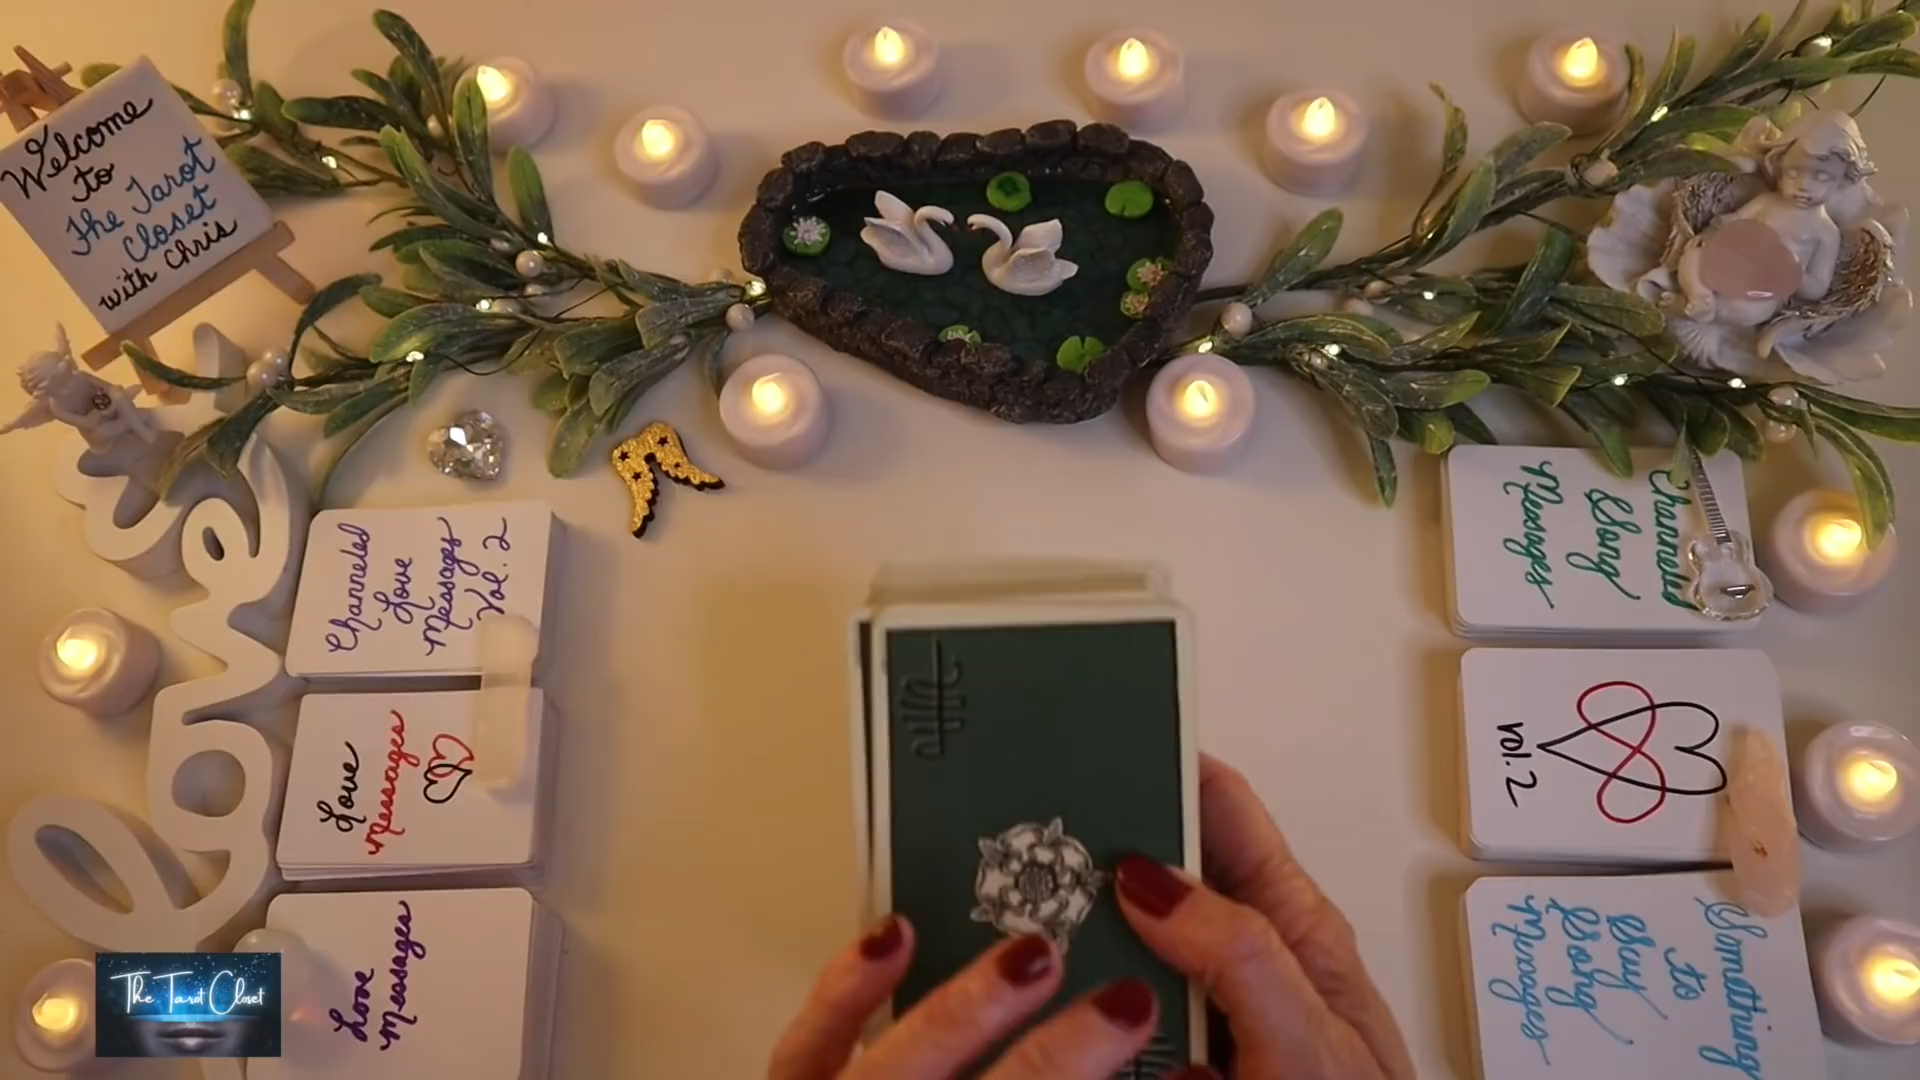 Welcome
to
The Tarot
Closet
with Chris
Channeled
Love
Messages
Vol. 2
Love
Messages
Love
Messages
Channeled
Song
Messages
Vol. 2
Something
to
Say
Song
Messages
The Tarot Closet
love